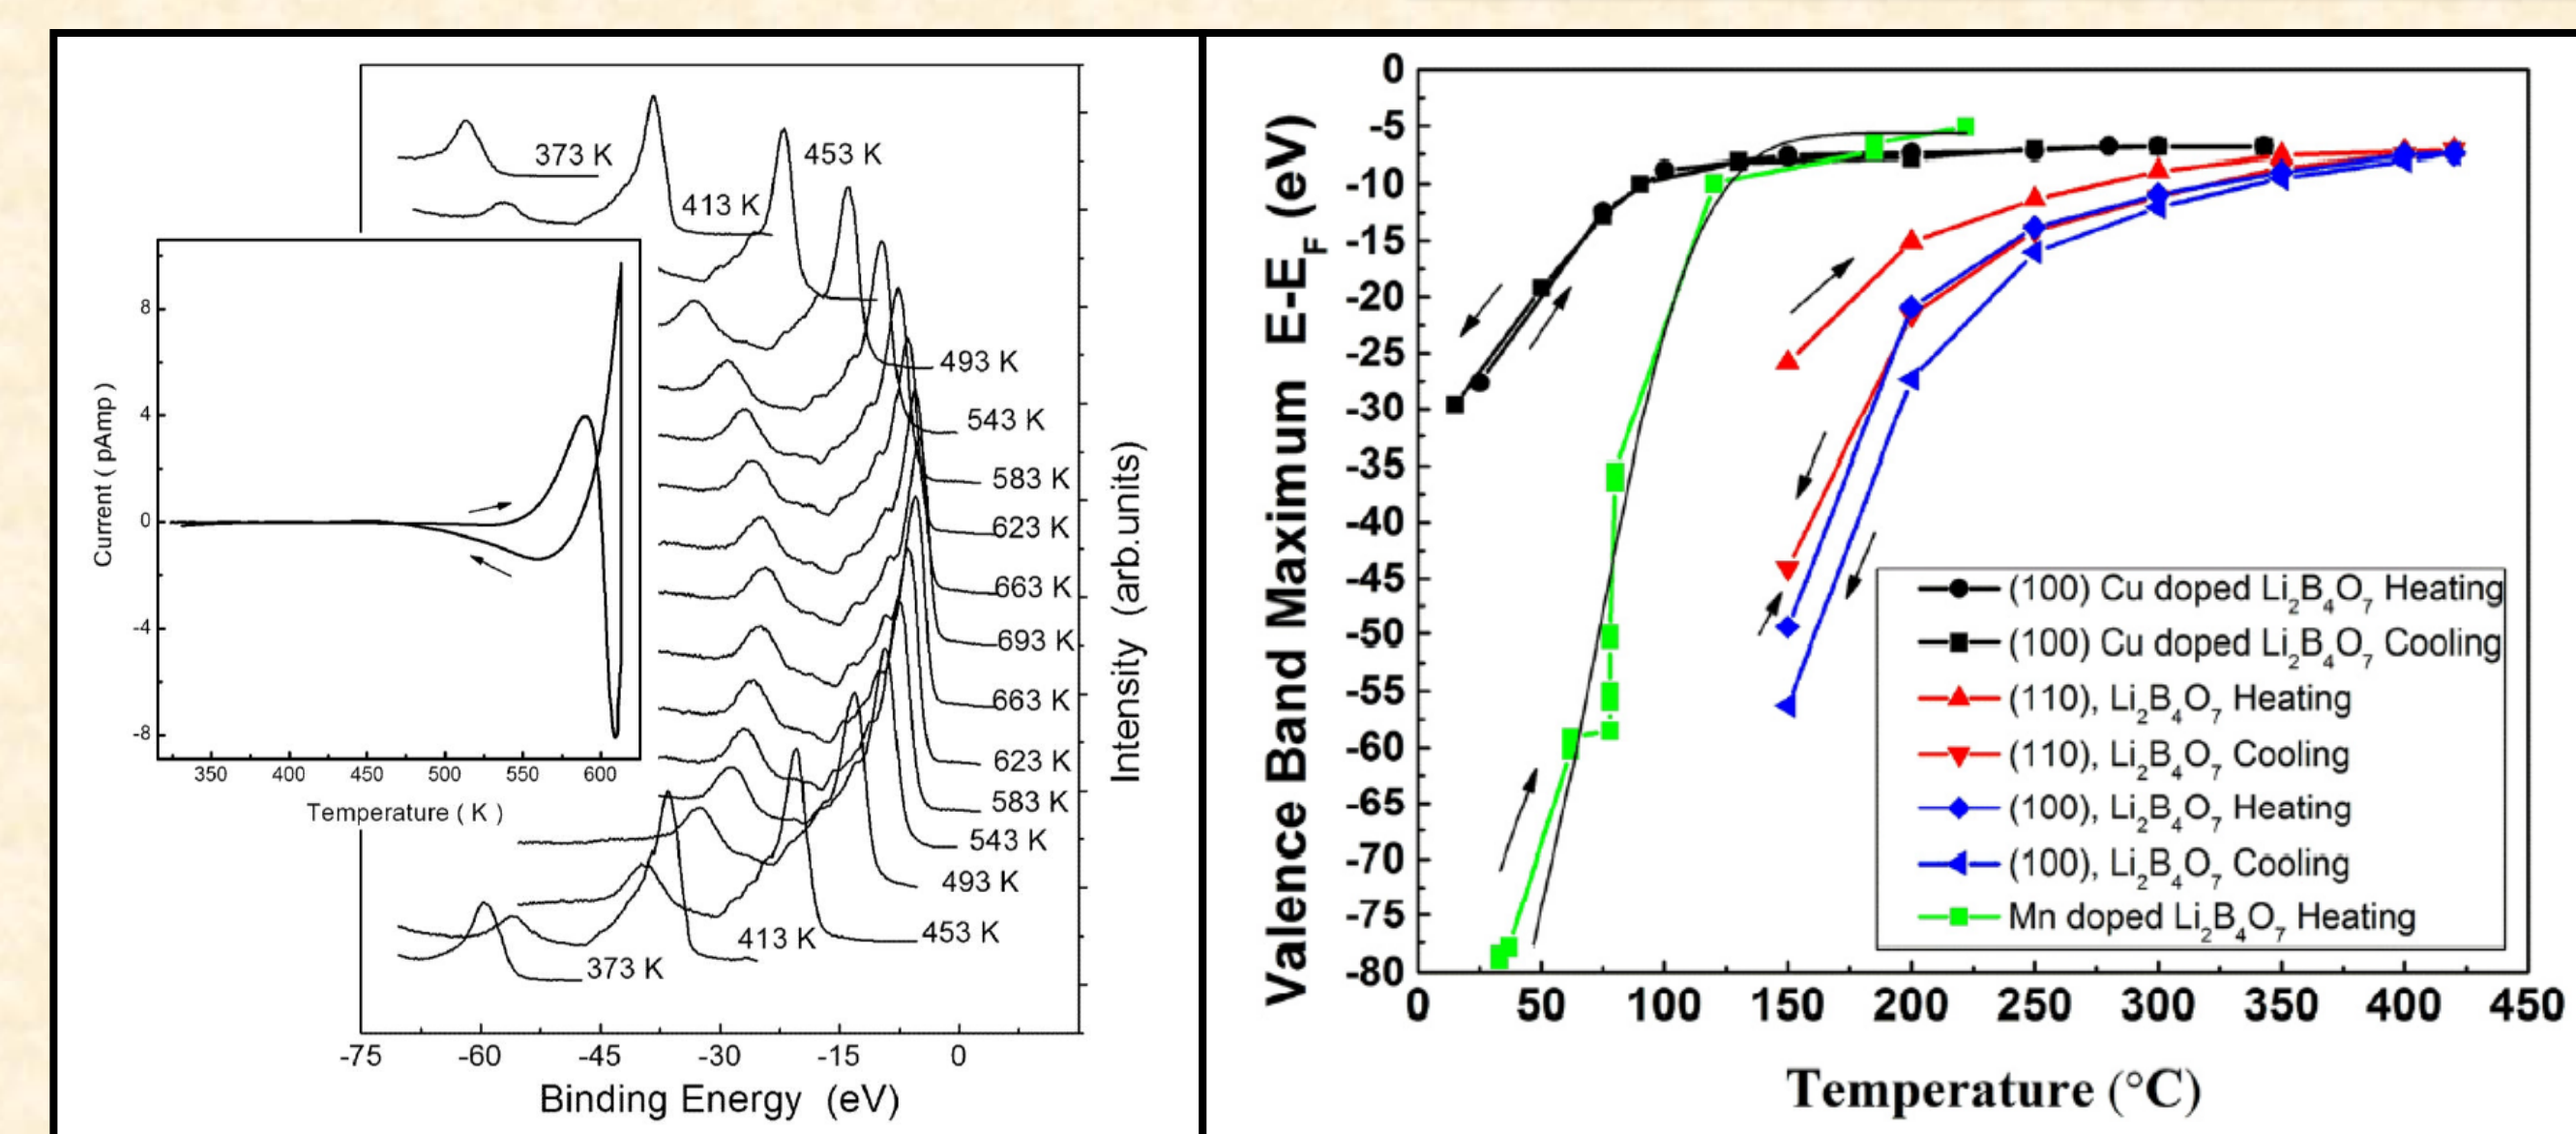 373 K
453 K
413 K
493 K
543 K
583 K
623 K
663 K
693 K
663 K
623 K
583 K
543 K
493 K
453 K
413 K
373 K
8
4
0
-4
-8
Current ( pAmp)
350 400 450 500 550 600
Temperature ( K )
Intensity (arb.units)
-75 -60 -45 -30 -15 0
Binding Energy (eV)
0
-5
-10
-15
-20
-25
-30
-35
-40
-45
-50
-55
-60
-65
-70
-75
-80
Valence Band Maximum E-E_F (eV)
(100) Cu doped Li₂B₄O₇ Heating
(100) Cu doped Li₂B₄O₇ Cooling
(110), Li₂B₄O₇ Heating
(110), Li₂B₄O₇ Cooling
(100), Li₂B₄O₇ Heating
(100), Li₂B₄O₇ Cooling
Mn doped Li₂B₄O₇ Heating
0 50 100 150 200 250 300 350 400 450
Temperature (°C)